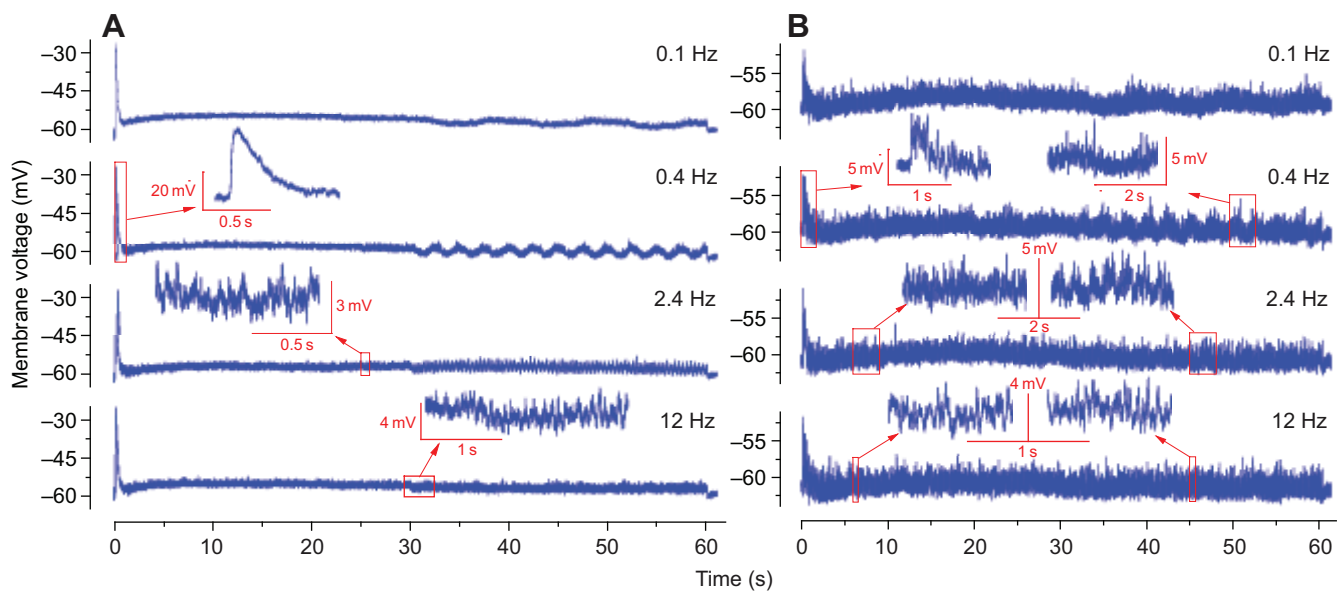 A
B
Membrane voltage (mV)
–30
–45
–60
0.1 Hz
–30
–45
–60
20 mV
0.5 s
0.4 Hz
–30
–45
–60
3 mV
0.5 s
2.4 Hz
–30
–45
–60
4 mV
1 s
12 Hz
0 10 20 30 40 50 60
–55
–60
0.1 Hz
–55
–60
5 mV
1 s
5 mV
2 s
0.4 Hz
–55
–60
5 mV
2 s
2.4 Hz
–55
–60
4 mV
1 s
12 Hz
0 10 20 30 40 50 60
Time (s)